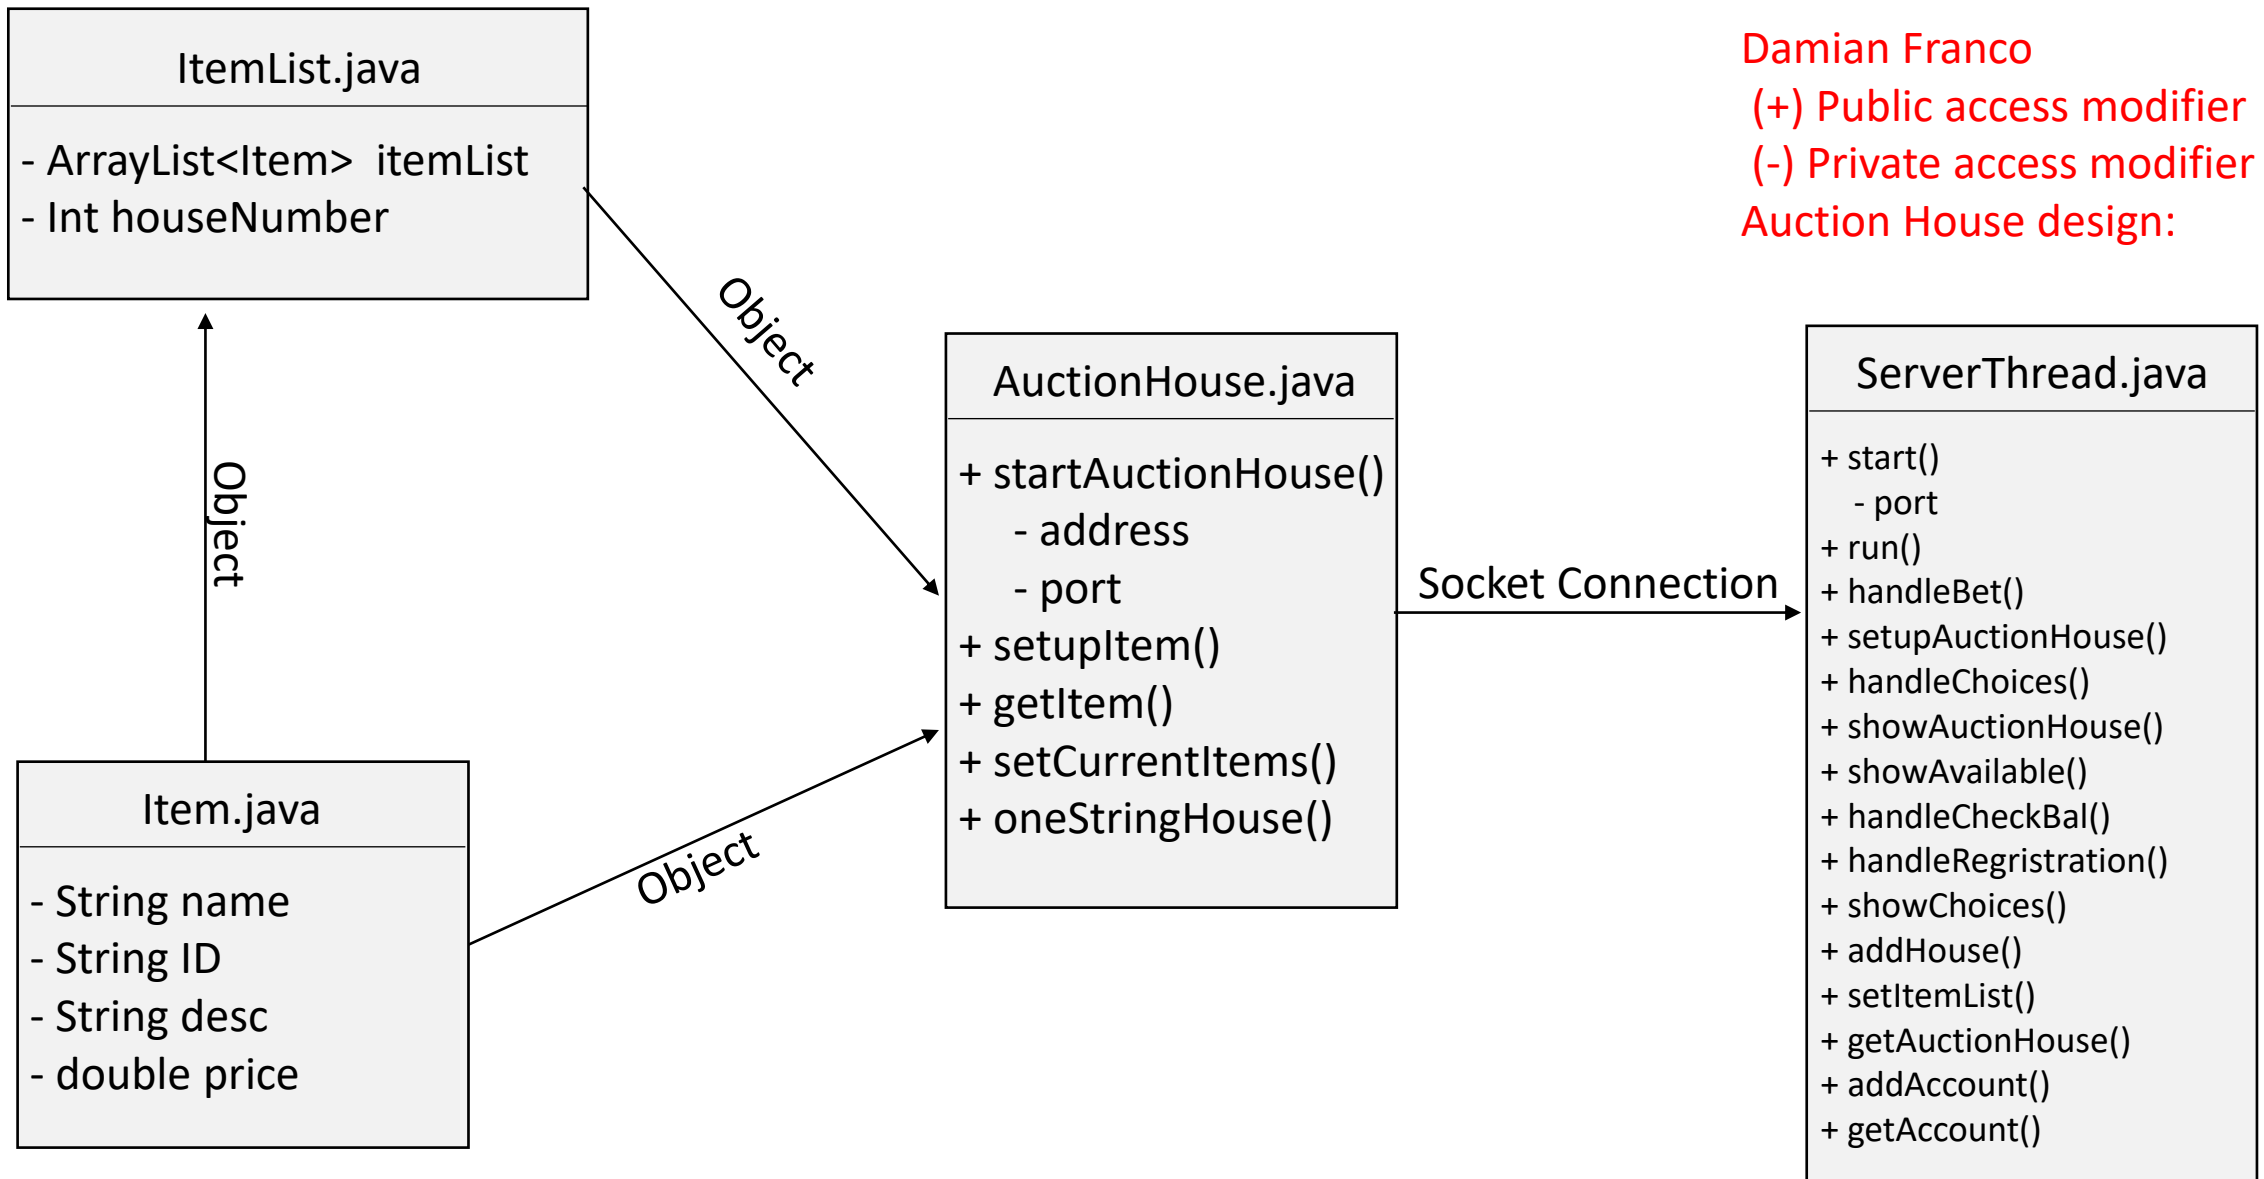 ItemList.java
- ArrayList<Item>  itemList
- Int houseNumber
Damian Franco
(+) Public access modifier
(-) Private access modifier
Auction House design:
Object
Object
AuctionHouse.java
+ startAuctionHouse()
- address
- port
+ setupItem()
+ getItem()
+ setCurrentItems()
+ oneStringHouse()
Socket Connection
ServerThread.java
+ start()
- port
+ run()
+ handleBet()
+ setupAuctionHouse()
+ handleChoices()
+ showAuctionHouse()
+ showAvailable()
+ handleCheckBal()
+ handleRegristration()
+ showChoices()
+ addHouse()
+ setItemList()
+ getAuctionHouse()
+ addAccount()
+ getAccount()
Item.java
- String name
- String ID
- String desc
- double price
Object